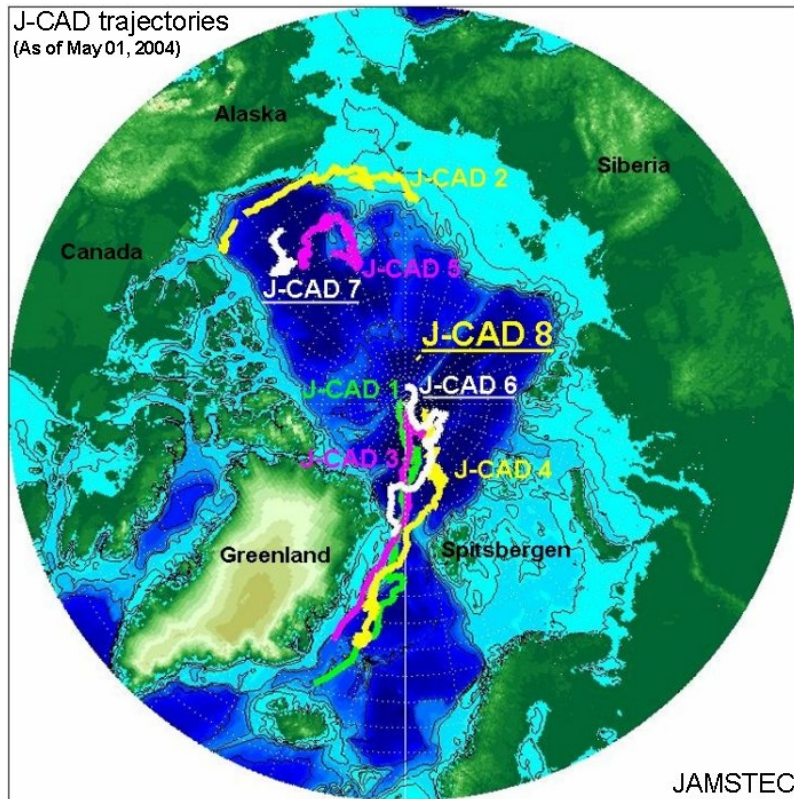 J-CAD trajectories
(As of May 01, 2004)
Alaska
Siberia
J-CAD 2
Canada
J-CAD 5
J-CAD 7
J-CAD 8
J-CAD 1
J-CAD 6
J-CAD 3
J-CAD 4
Greenland
Spitsbergen
JAMSTEC